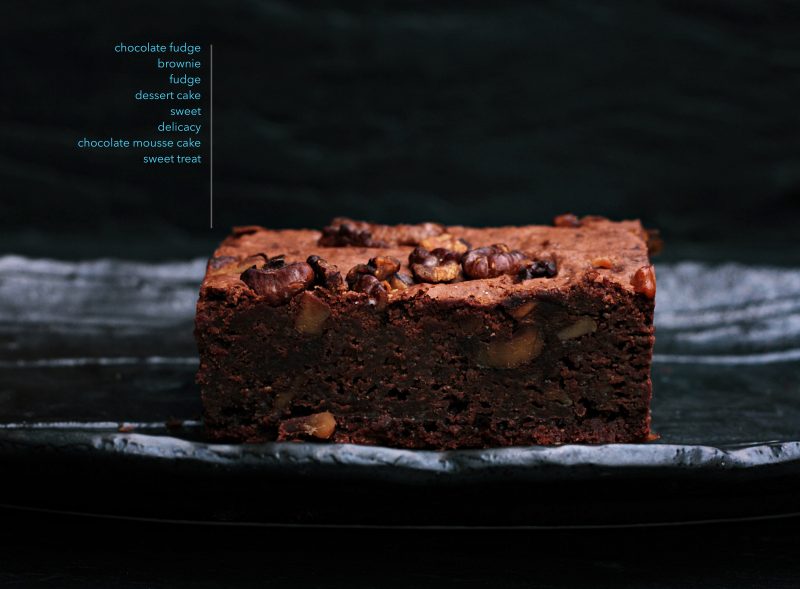 chocolate fudge
brownie
fudge
dessert cake
sweet
delicacy
chocolate mousse cake
sweet treat